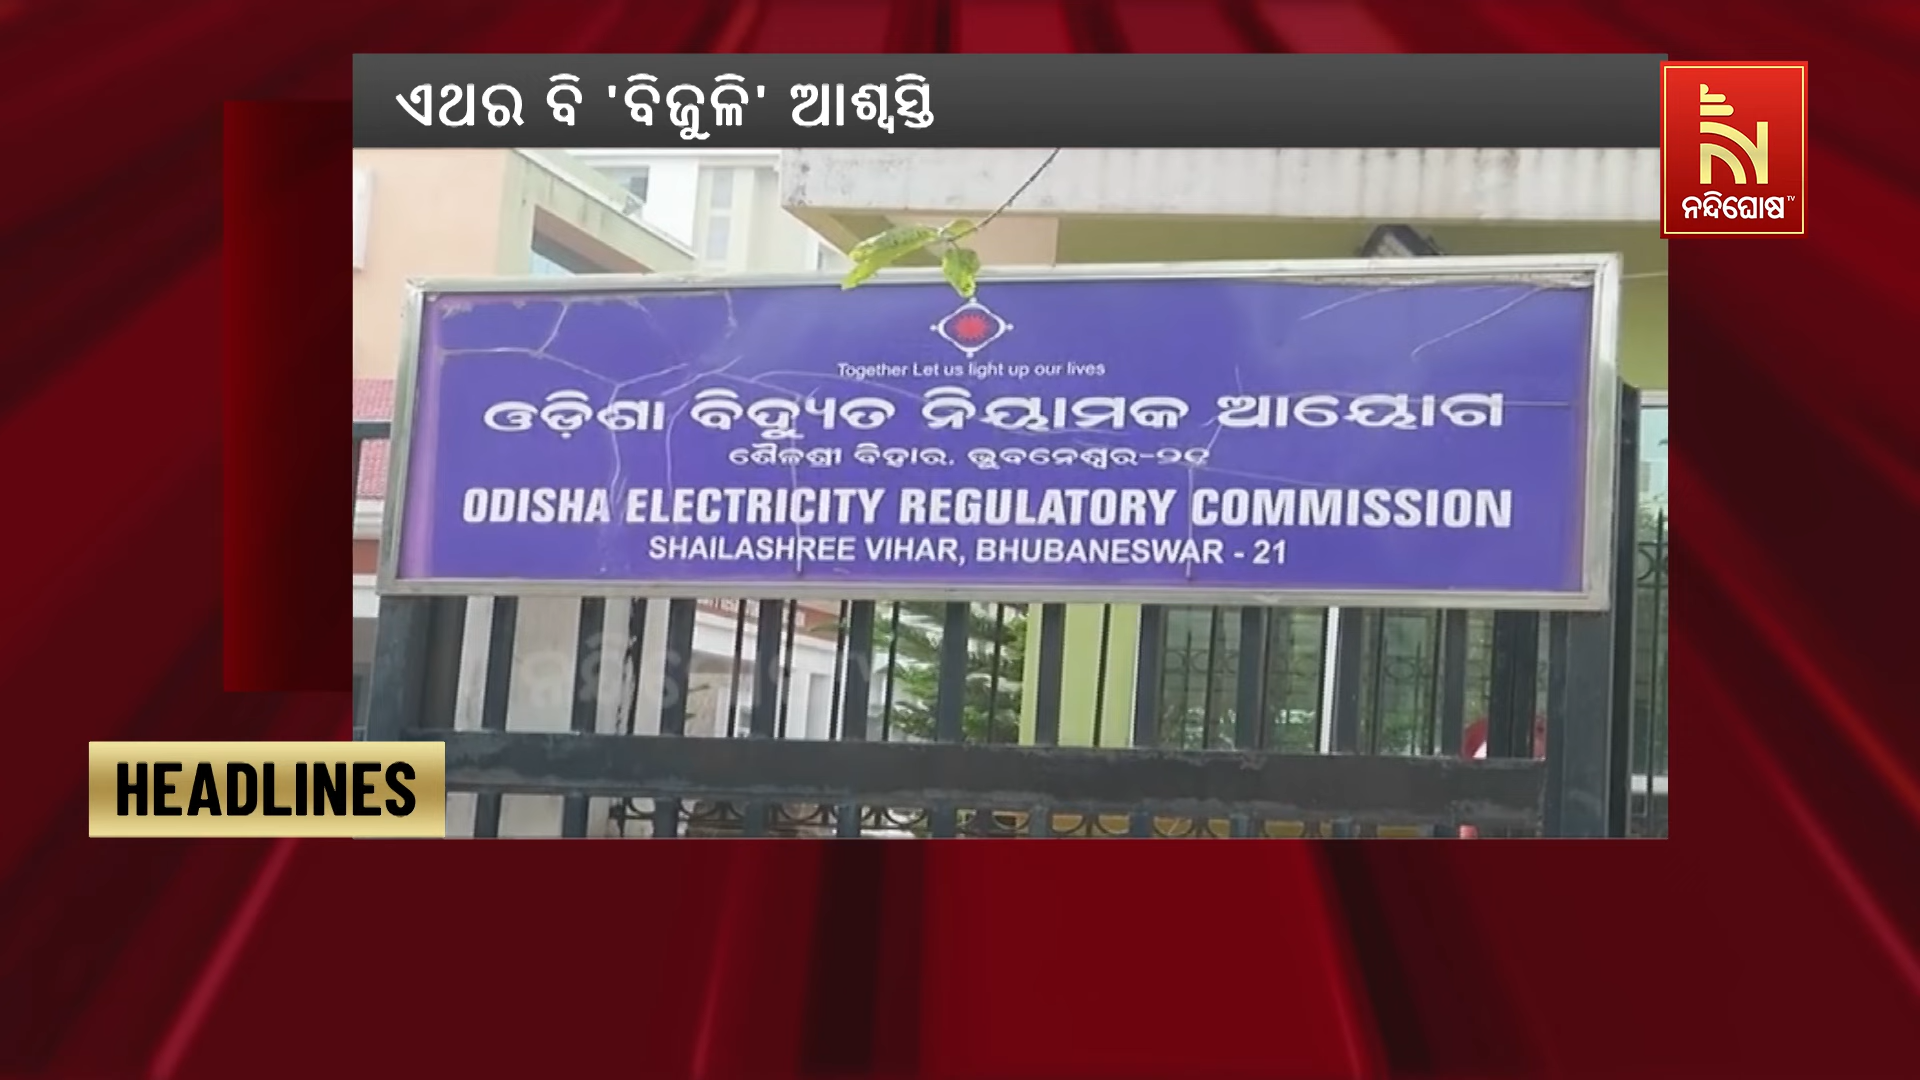 ଏଥର ବି 'ବିଜୁଳି' ଆଶ୍ୱସ୍ତି
ନନ୍ଦିଘୋଷ TV
Together Let us light up our lives
ଓଡ଼ିଶା ବିଦ୍ୟୁତ ନିୟାମକ ଆୟୋଗ
ଶୈଳଶ୍ରୀ ବିହାର, ଭୁବନେଶ୍ୱର-୨୧
ODISHA ELECTRICITY REGULATORY COMMISSION
SHAILASHREE VIHAR, BHUBANESWAR - 21
HEADLINES